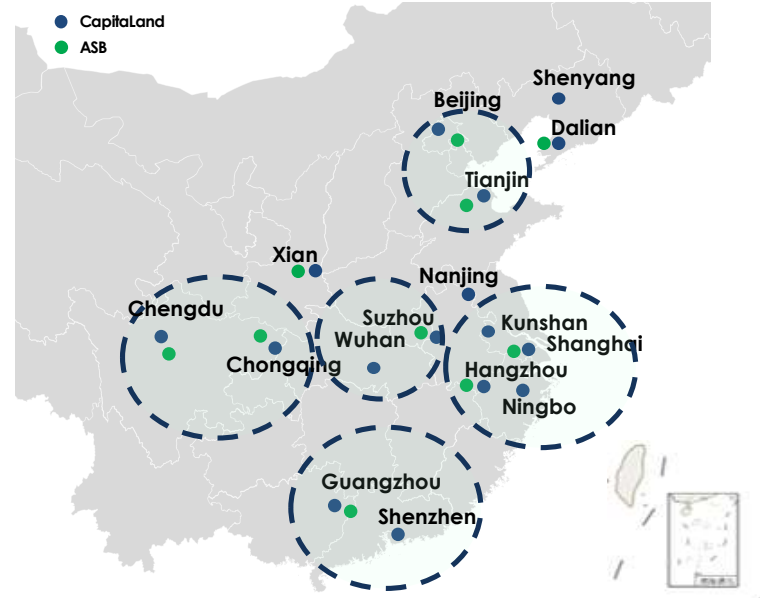 CapitaLand
ASB
Shenyang
Beijing
Dalian
Tianjin
Xian
Nanjing
Chengdu
Suzhou
Kunshan
Wuhan
Shanghai
Chongqing
Hangzhou
Ningbo
Guangzhou
Shenzhen